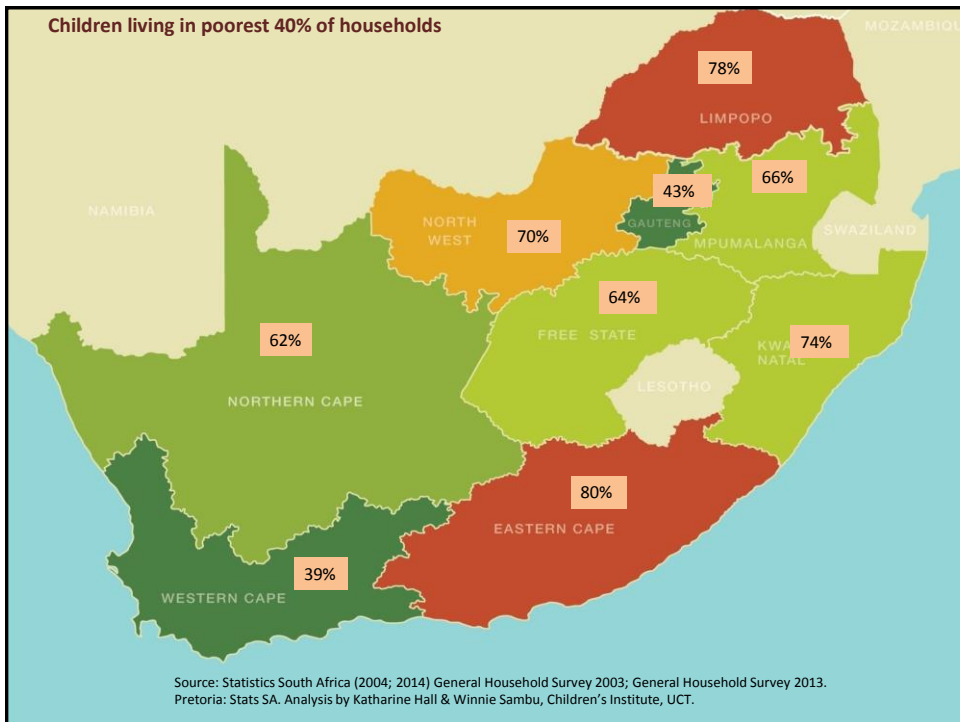 Children living in poorest 40% of households
MOZAMBIQU
78%
LIMPOPO
66%
43%
NAMIBIA
NORTH
WEST
GAUTENG
SWAZILAND
70%
MPUMALANGA
64%
62%
FREE STATE
74%
KWA
NATAL
LESOTHO
NORTHERN CAPE
80%
EASTERN CAPE
39%
WESTERN CAPE
Source: Statistics South Africa (2004; 2014) General Household Survey 2003; General Household Survey 2013.
Pretoria: Stats SA. Analysis by Katharine Hall & Winnie Sambu, Children’s Institute, UCT.